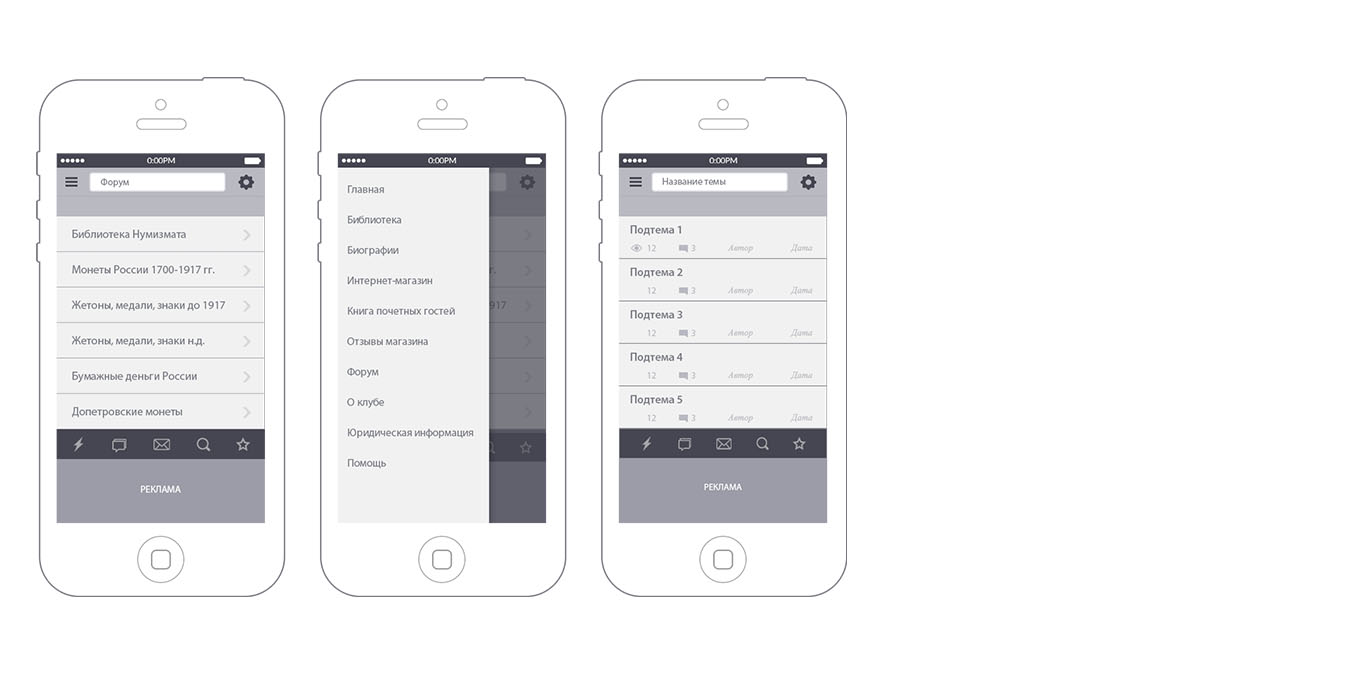 0:00PM
Форум
Библиотека Нумизмата
Монеты России 1700-1917 гг.
Жетоны, медали, знаки до 1917
Жетоны, медали, знаки н.д.
Бумажные деньги России
Допетровские монеты
РЕКЛАМА
0:00PM
Главная
Библиотека
Биографии
Интернет-магазин
г.
Книга почетных гостей
917
Отзывы магазина
Форум
О клубе
Юридическая информация
Помощь
0:00PM
Название темы
Подтема 1
12 3 Автор Дата
Подтема 2
12 3 Автор Дата
Подтема 3
12 3 Автор Дата
Подтема 4
12 3 Автор Дата
Подтема 5
12 3 Автор Дата
РЕКЛАМА